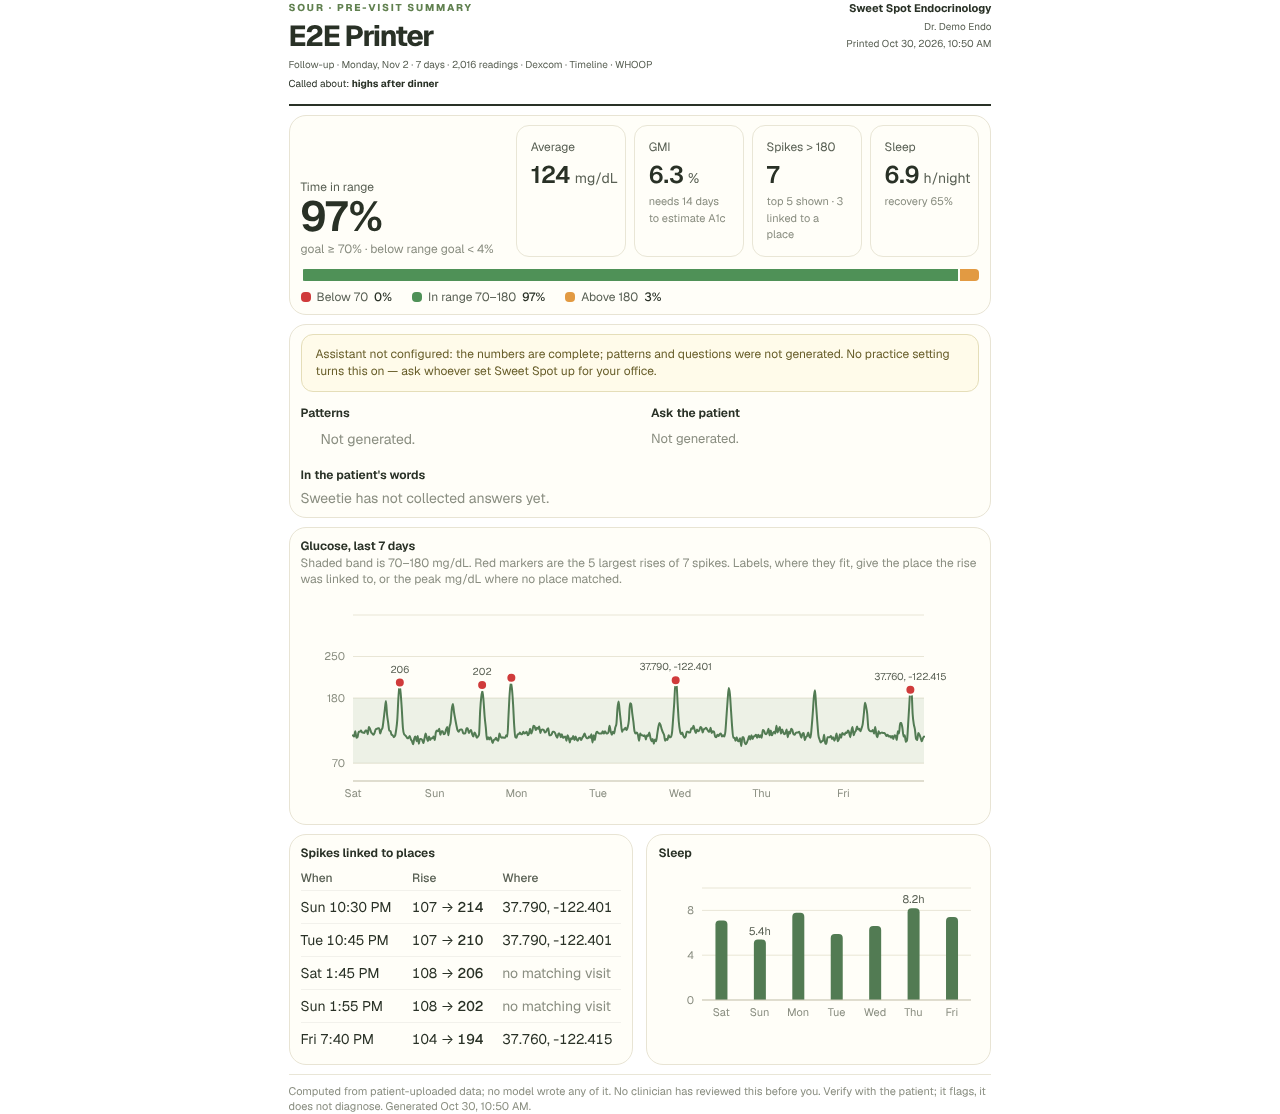 SOUR · PRE-VISIT SUMMARY
E2E Printer
Follow-up · Monday, Nov 2 · 7 days · 2,016 readings · Dexcom · Timeline · WHOOP
Called about: highs after dinner
Sweet Spot Endocrinology
Dr. Demo Endo
Printed Oct 30, 2026, 10:50 AM
Time in range
97%
goal ≥ 70% · below range goal < 4%
Average
124 mg/dL
GMI
6.3 %
needs 14 days
to estimate A1c
Spikes > 180
7
top 5 shown · 3
linked to a
place
Sleep
6.9 h/night
recovery 65%
Below 70 0% In range 70–180 97% Above 180 3%
Assistant not configured: the numbers are complete; patterns and questions were not generated. No practice setting
turns this on — ask whoever set Sweet Spot up for your office.
Patterns
Not generated.
Ask the patient
Not generated.
In the patient's words
Sweetie has not collected answers yet.
Glucose, last 7 days
Shaded band is 70–180 mg/dL. Red markers are the 5 largest rises of 7 spikes. Labels, where they fit, give the place the rise
was linked to, or the peak mg/dL where no place matched.
250
180
70
206
202
37.790, -122.401
37.760, -122.415
Sat Sun Mon Tue Wed Thu Fri
Spikes linked to places
When Rise Where
Sun 10:30 PM 107 → 214 37.790, -122.401
Tue 10:45 PM 107 → 210 37.790, -122.401
Sat 1:45 PM 108 → 206 no matching visit
Sun 1:55 PM 108 → 202 no matching visit
Fri 7:40 PM 104 → 194 37.760, -122.415
Sleep
8
4
0
5.4h
8.2h
Sat Sun Mon Tue Wed Thu Fri
Computed from patient-uploaded data; no model wrote any of it. No clinician has reviewed this before you. Verify with the patient; it flags, it
does not diagnose. Generated Oct 30, 10:50 AM.